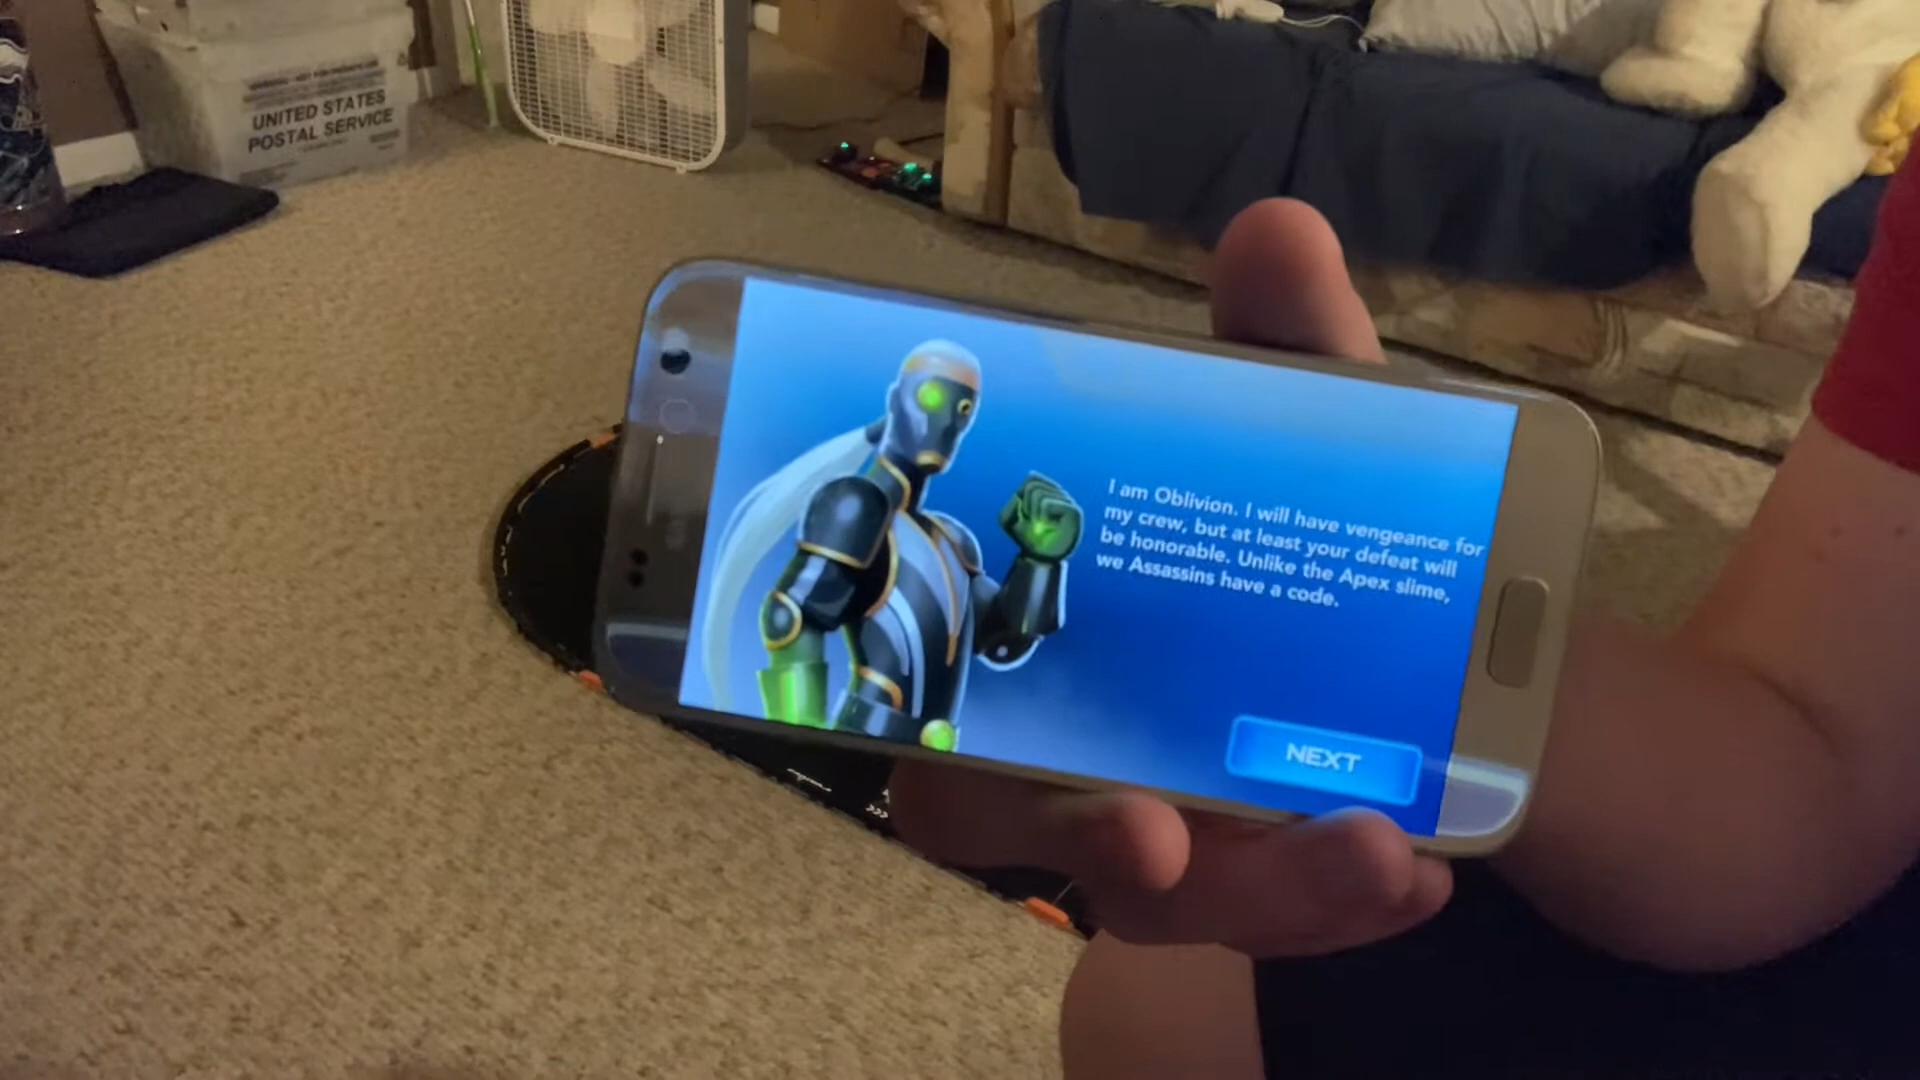 UNITED STATES
POSTAL SERVICE
I am Oblivion. I will have vengeance for
my crew, but at least your defeat will
be honorable. Unlike the Apex slime,
we Assassins have a code.
NEXT